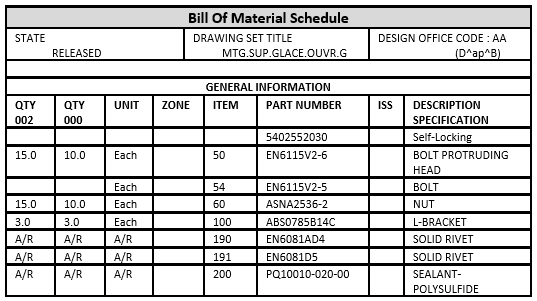 Bill Of Material Schedule
STATE DRAWING SET TITLE DESIGN OFFICE CODE : AA
RELEASED MTG.SUP.GLACE.OUVR.G (D^ap^B)
GENERAL INFORMATION
QTY QTY UNIT ZONE ITEM PART NUMBER ISS DESCRIPTION
002 000 SPECIFICATION
5402552030 Self-Locking
15.0 10.0 Each 50 EN6115V2-6 BOLT PROTRUDING
HEAD
Each 54 EN6115V2-5 BOLT
15.0 10.0 Each 60 ASNA2536-2 NUT
3.0 3.0 Each 100 ABS0785B14C L-BRACKET
A/R A/R A/R 190 EN6081AD4 SOLID RIVET
A/R A/R A/R 191 EN6081D5 SOLID RIVET
A/R A/R A/R 200 PQ10010-020-00 SEALANT-
POLYSULFIDE